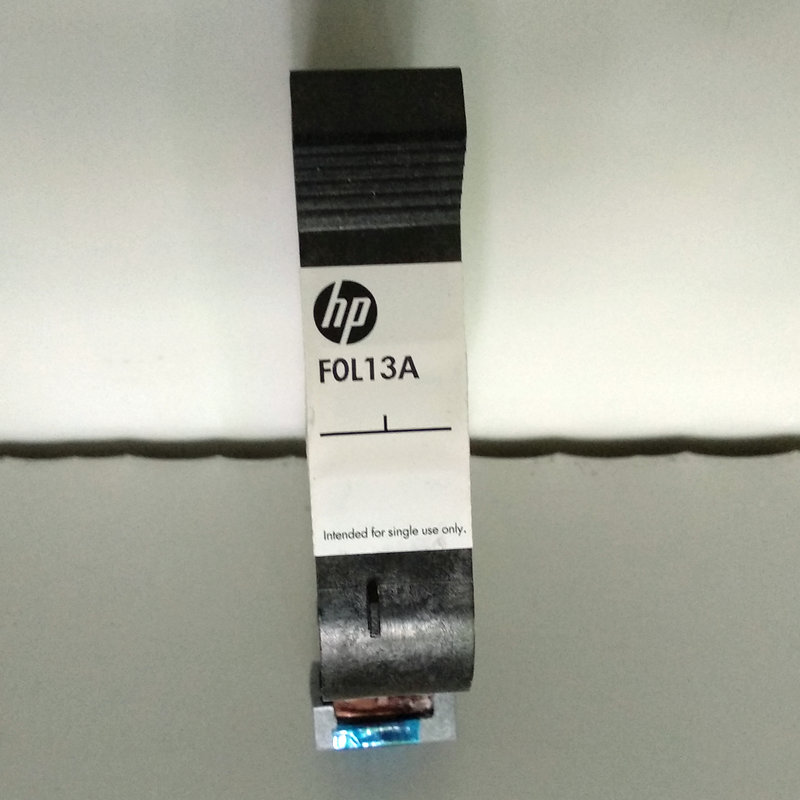 hp
F0L13A
Intended for single use only.